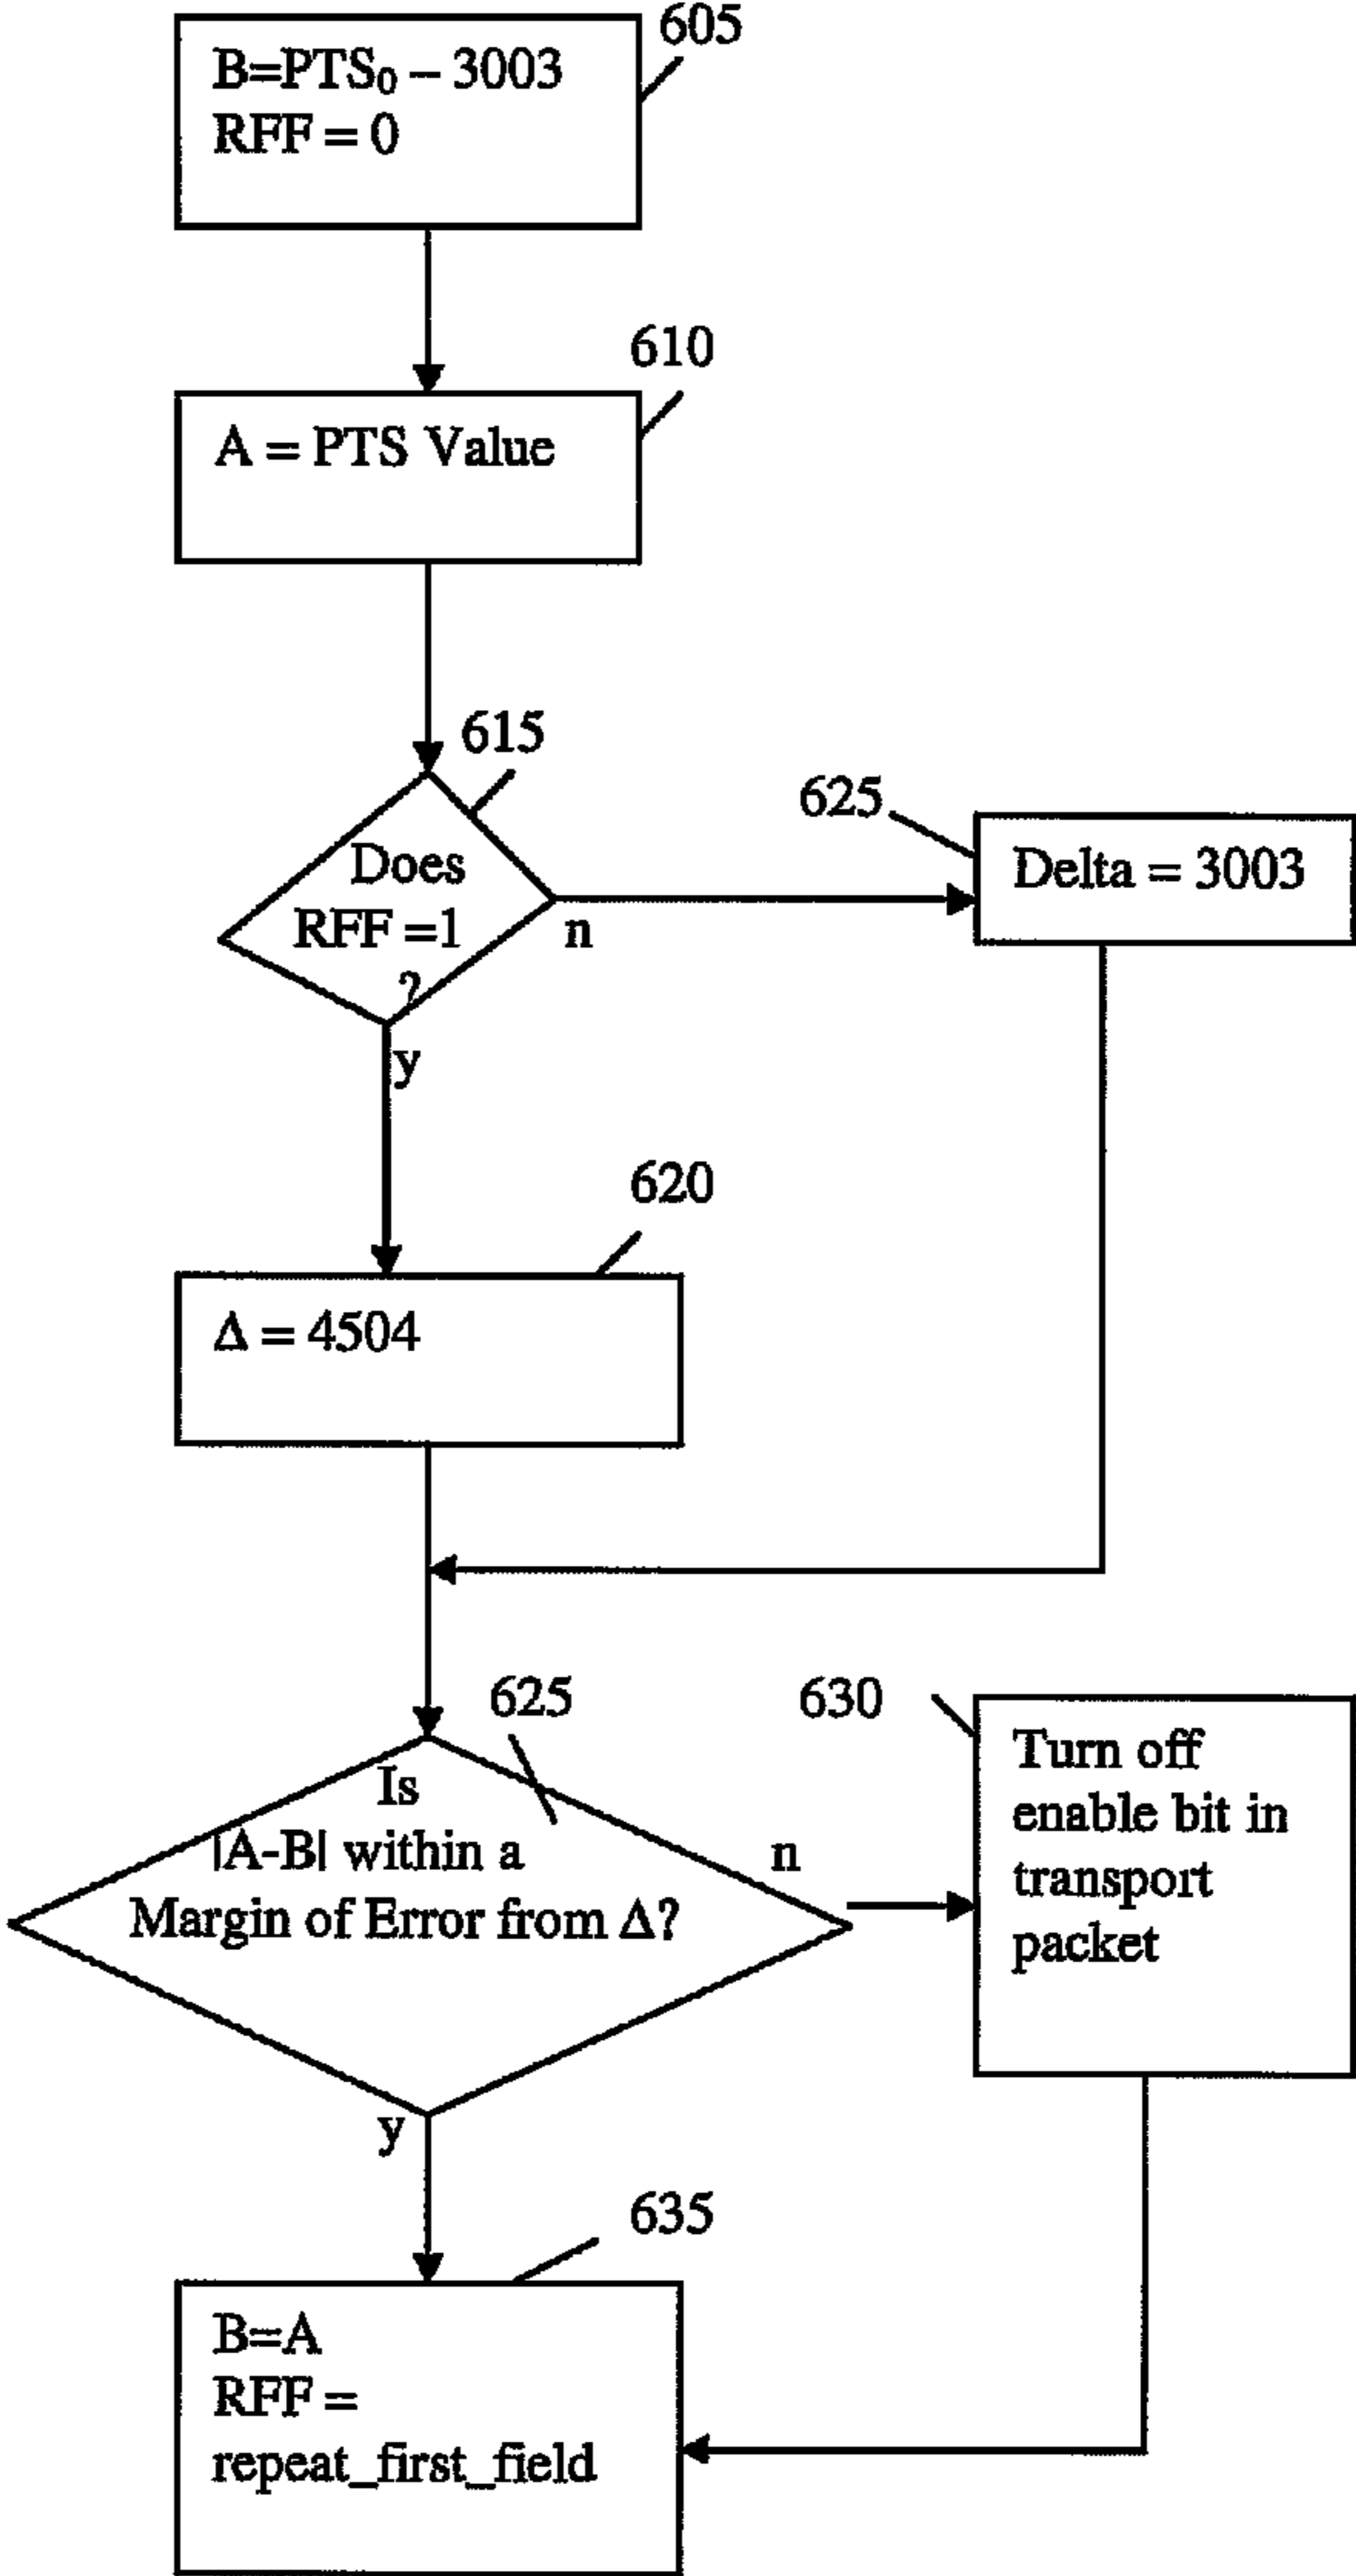 605
B=PTS₀ – 3003
RFF = 0
610
A = PTS Value
615
Does
RFF =1
?
n
y
625
Delta = 3003
620
Δ = 4504
625
Is
|A-B| within a
Margin of Error from Δ?
n
y
630
Turn off
enable bit in
transport
packet
635
B=A
RFF =
repeat_first_field